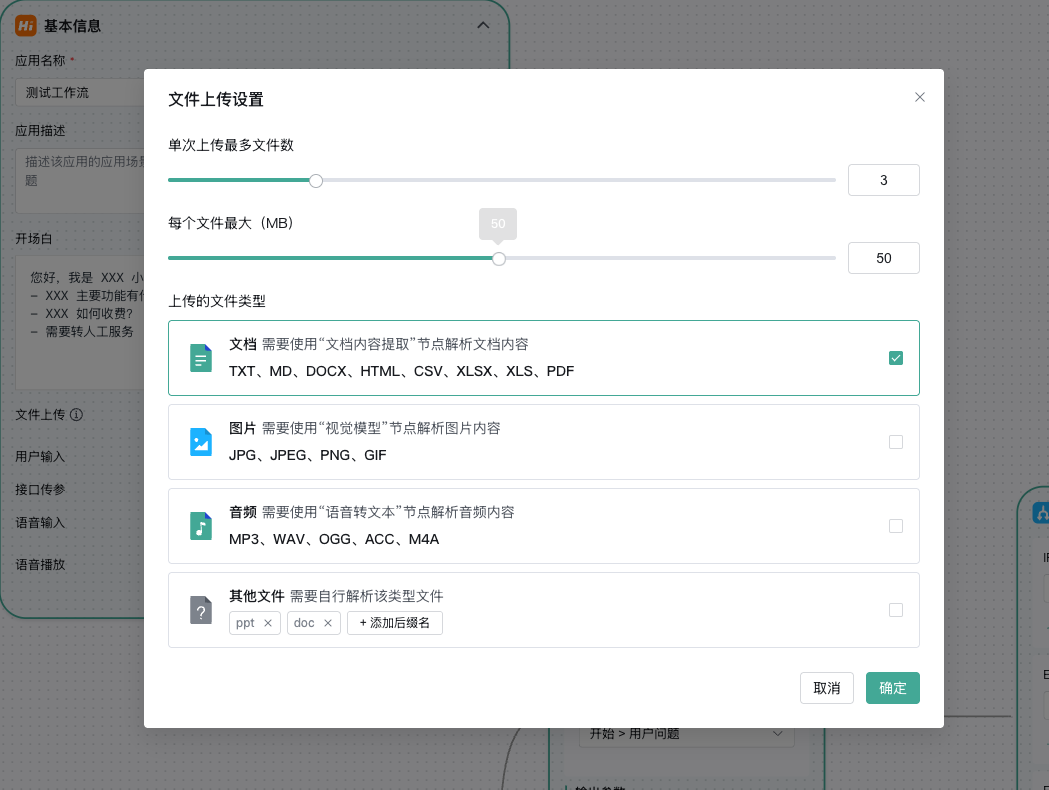 Hi 基本信息
应用名称 *
测试工作流
应用描述
描述该应用的应用场
题
开场白
您好，我是 XXX 小
- XXX 主要功能有
- XXX 如何收费？
- 需要转人工服务
文件上传
用户输入
接口传参
语音输入
语音播放
文件上传设置
单次上传最多文件数
3
每个文件最大（MB）
50
50
上传的文件类型
文档 需要使用“文档内容提取”节点解析文档内容
TXT、MD、DOCX、HTML、CSV、XLSX、XLS、PDF
图片 需要使用“视觉模型”节点解析图片内容
JPG、JPEG、PNG、GIF
音频 需要使用“语音转文本”节点解析音频内容
MP3、WAV、OGG、ACC、M4A
其他文件 需要自行解析该类型文件
ppt × doc × + 添加后缀名
取消 确定
开始 > 用户问题